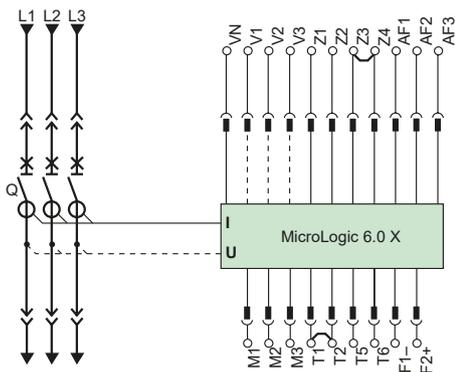 L1 L2 L3
VN V1 V2 V3 Z1 Z2 Z3 Z4 AF1 AF2 AF3
Q
I
U
MicroLogic 6.0 X
M1 M2 M3 T1 T2 T5 T6 F1– F2+